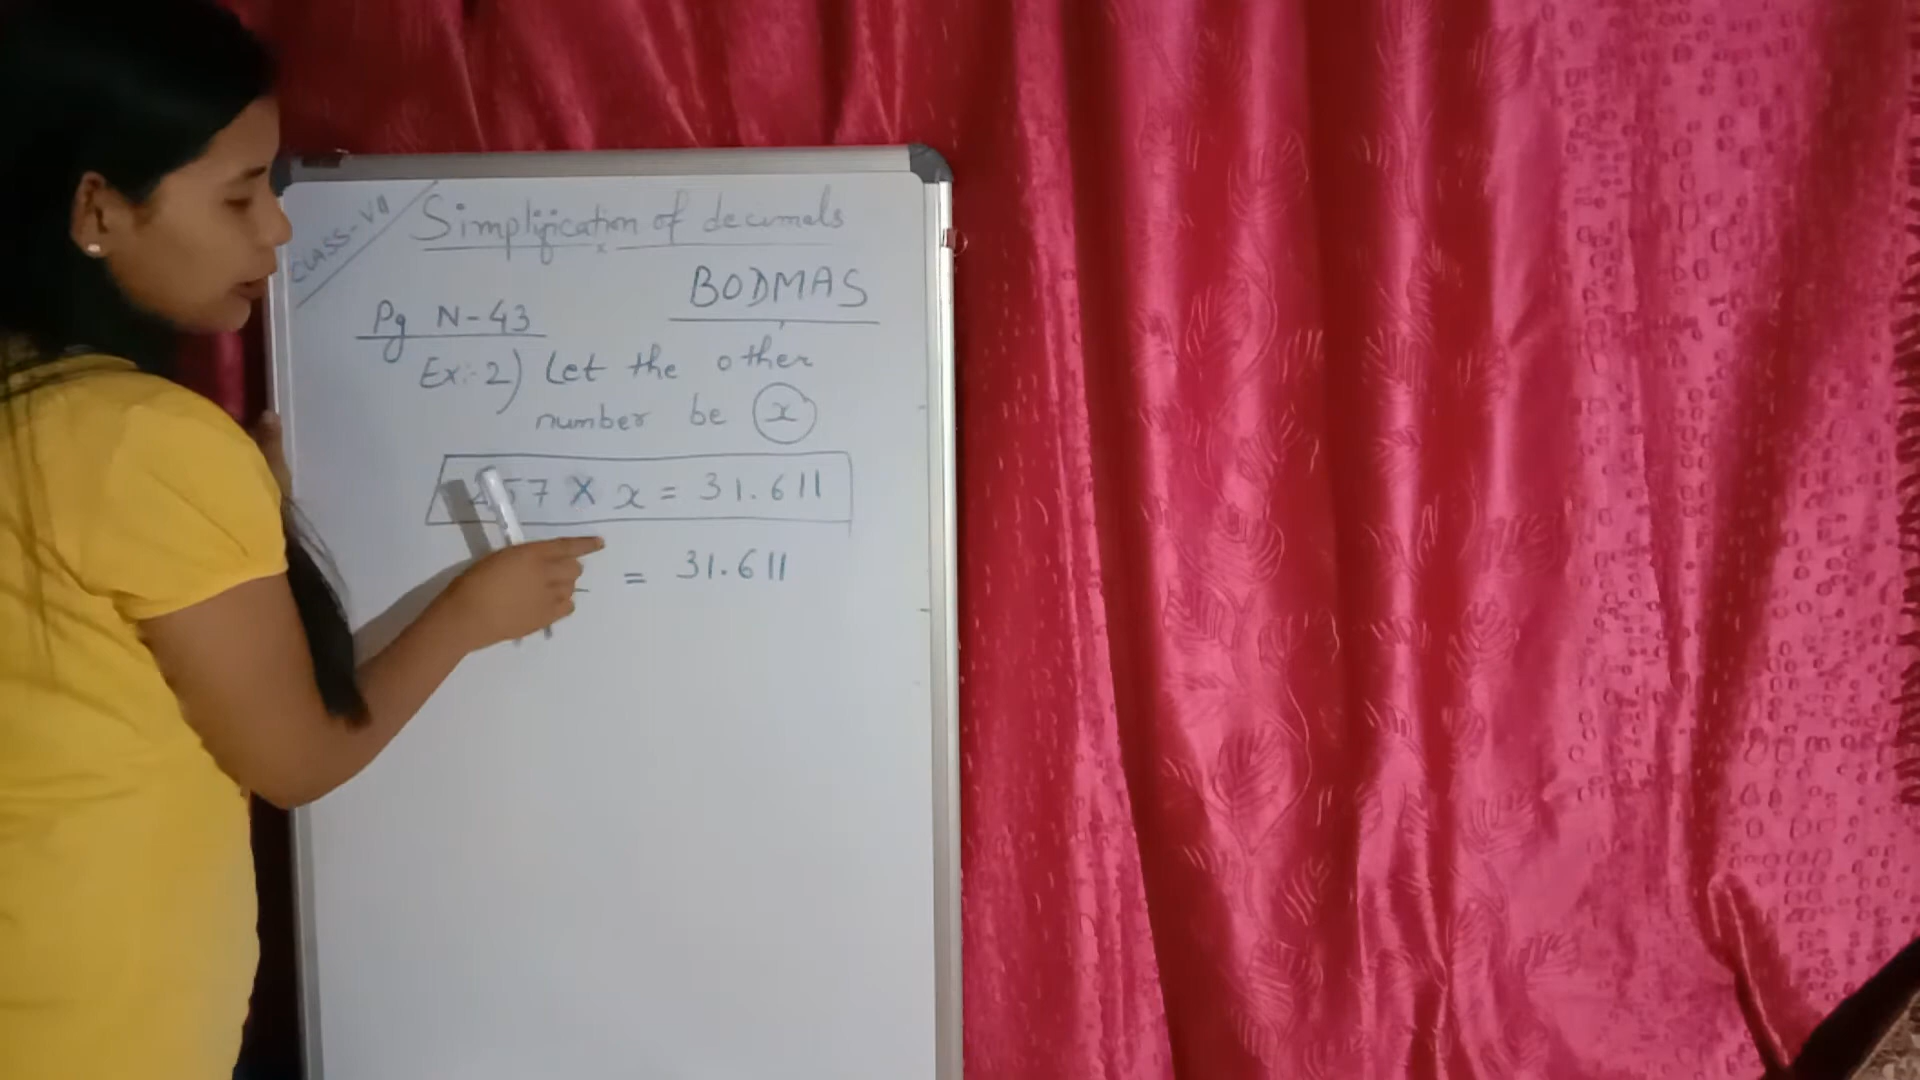 CLASS-VII
Simplification of decimals
BODMAS
Pg N-43
Ex:-2) Let the other
number be x
57 X x = 31.611
= 31.611